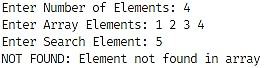 Enter Number of Elements: 4
Enter Array Elements: 1 2 3 4
Enter Search Element: 5
NOT FOUND: Element not found in array